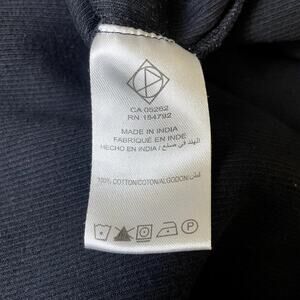 CA 05262
RN 154792
MADE IN INDIA
FABRIQUÉ EN INDE
HECHO EN INDIA / الهند في صنع
100% COTTON/COTON/ALGODON/قطن
P